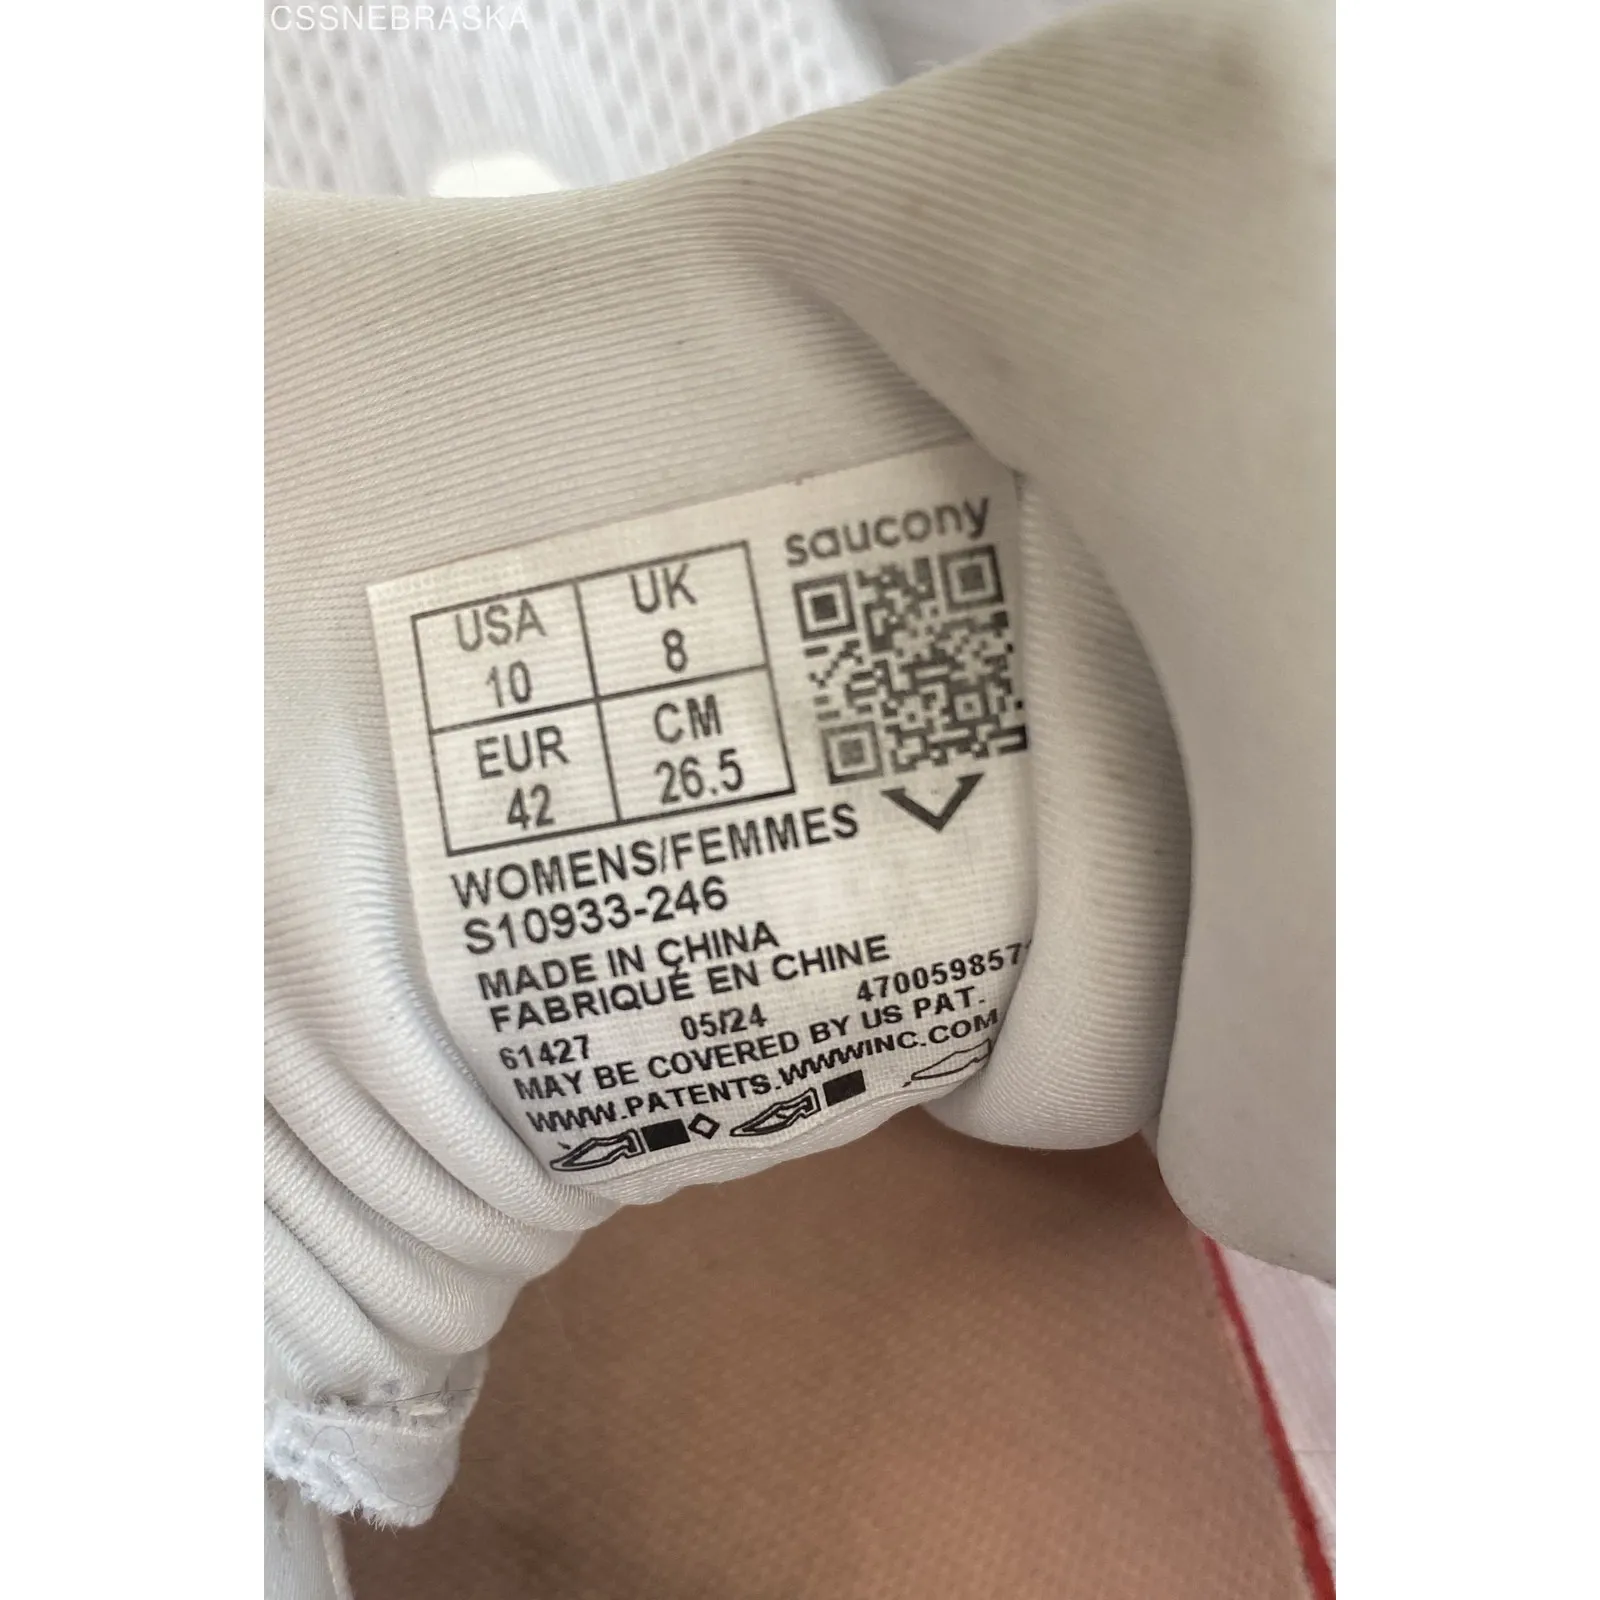 CSSNEBRASKA
saucony
USA UK
10 8
EUR CM
42 26.5
WOMENS/FEMMES
S10933-246
MADE IN CHINA
FABRIQUÉ EN CHINE
61427 05/24 470059857
MAY BE COVERED BY US PAT.
WWW.PATENTS.WWWINC.COM